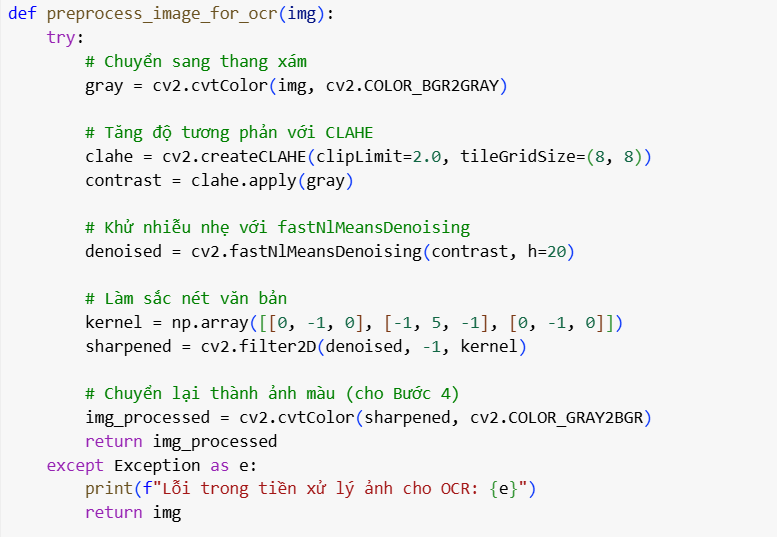 def preprocess_image_for_ocr(img):
    try:
        # Chuyển sang thang xám
        gray = cv2.cvtColor(img, cv2.COLOR_BGR2GRAY)

        # Tăng độ tương phản với CLAHE
        clahe = cv2.createCLAHE(clipLimit=2.0, tileGridSize=(8, 8))
        contrast = clahe.apply(gray)

        # Khử nhiễu nhẹ với fastNlMeansDenoising
        denoised = cv2.fastNlMeansDenoising(contrast, h=20)

        # Làm sắc nét văn bản
        kernel = np.array([[0, -1, 0], [-1, 5, -1], [0, -1, 0]])
        sharpened = cv2.filter2D(denoised, -1, kernel)

        # Chuyển lại thành ảnh màu (cho Bước 4)
        img_processed = cv2.cvtColor(sharpened, cv2.COLOR_GRAY2BGR)
        return img_processed
    except Exception as e:
        print(f"Lỗi trong tiền xử lý ảnh cho OCR: {e}")
        return img